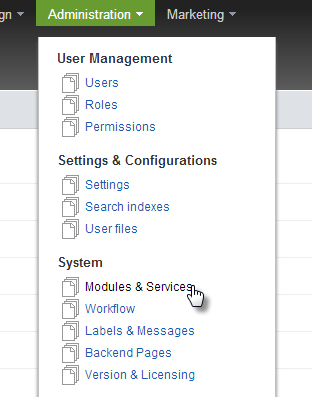 gn Administration Marketing
User Management
Users
Roles
Permissions
Settings & Configurations
Settings
Search indexes
User files
System
Modules & Services
Workflow
Labels & Messages
Backend Pages
Version & Licensing